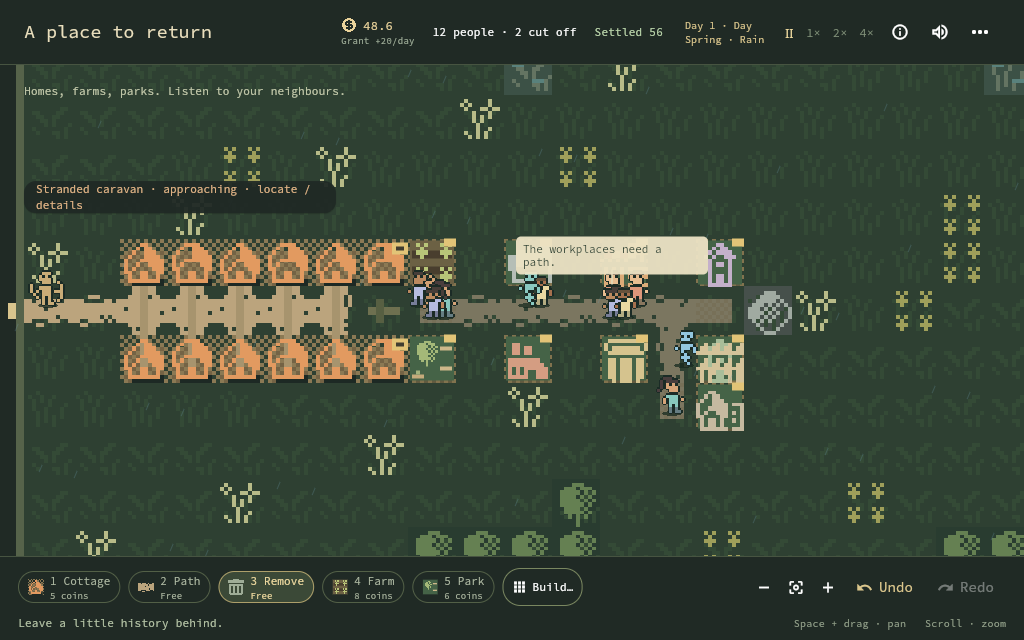 A place to return
48.6
Grant +20/day
12 people · 2 cut off
Settled 56
Day 1 · Day
Spring · Rain
II 1× 2× 4×
Homes, farms, parks. Listen to your neighbours.
Stranded caravan · approaching · locate /
details
The workplaces need a
path.
1 Cottage
5 coins
2 Path
Free
3 Remove
Free
4 Farm
8 coins
5 Park
6 coins
Build…
Undo
Redo
Leave a little history behind.
Space + drag · pan
Scroll · zoom